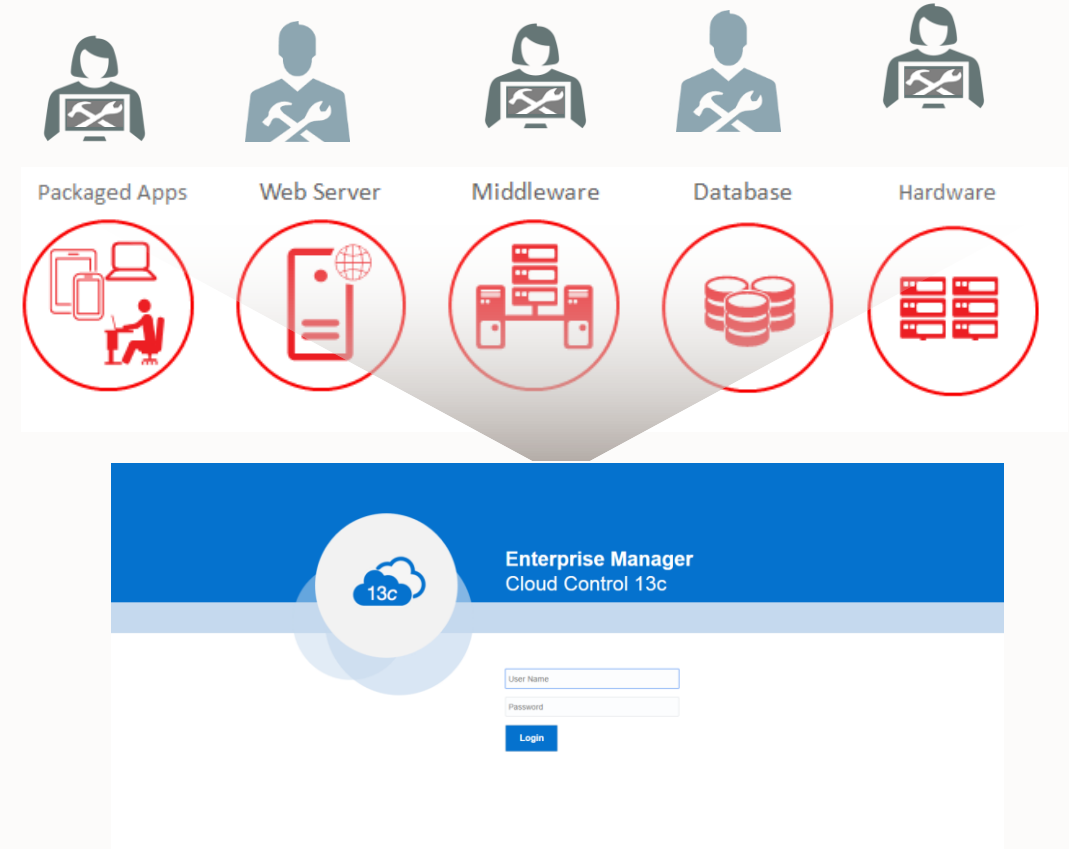 Packaged Apps
Web Server
Middleware
Database
Hardware
Enterprise Manager
Cloud Control 13c
13c
User Name
Password
Login